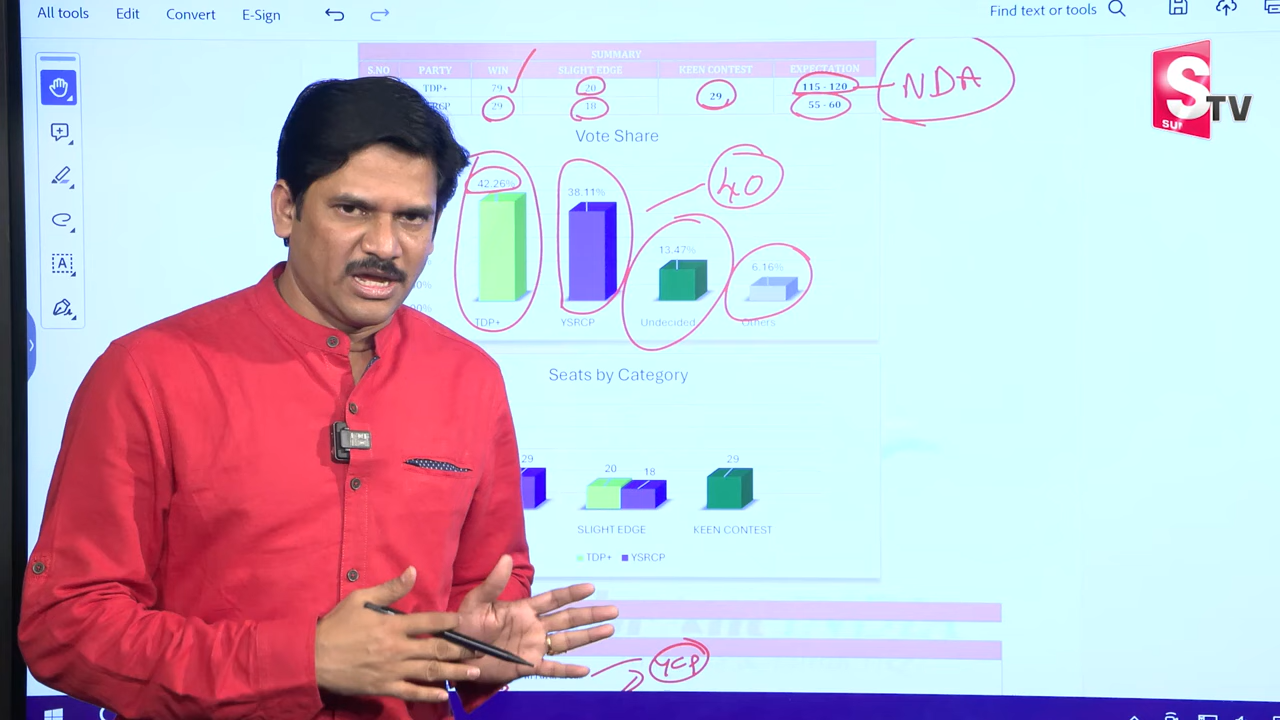 All tools Edit Convert E-Sign
Find text or tools
STV
SUN
SUMMARY
S.NO PARTY WIN SLIGHT EDGE KEEN CONTEST EXPECTATION
TDP+ 79 20 29 115 - 120 NDA
29 18 55 - 60
Vote Share
42.26% 38.11% 13.47% 6.16%
40
TDP+ YSRCP Undecided Others
Seats by Category
29 20 18 29
SLIGHT EDGE KEEN CONTEST
TDP+ YSRCP
YCP